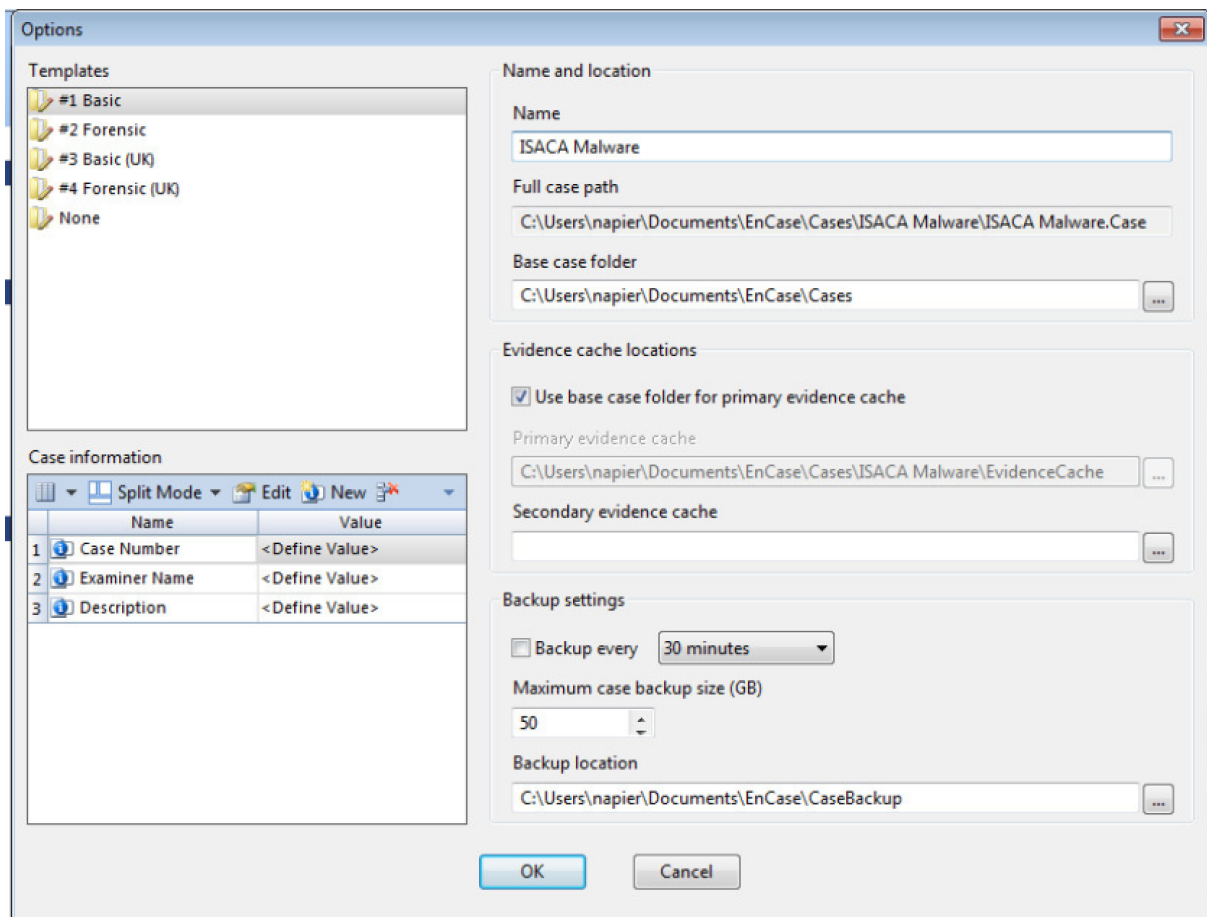 Options
Templates
#1 Basic
#2 Forensic
#3 Basic (UK)
#4 Forensic (UK)
None
Case information
Split Mode Edit New
Name Value
1 Case Number <Define Value>
2 Examiner Name <Define Value>
3 Description <Define Value>
Name and location
Name
ISACA Malware
Full case path
C:\Users\napier\Documents\EnCase\Cases\ISACA Malware\ISACA Malware.Case
Base case folder
C:\Users\napier\Documents\EnCase\Cases
...
Evidence cache locations
Use base case folder for primary evidence cache
Primary evidence cache
C:\Users\napier\Documents\EnCase\Cases\ISACA Malware\EvidenceCache
...
Secondary evidence cache
...
Backup settings
Backup every 30 minutes
Maximum case backup size (GB)
50
Backup location
C:\Users\napier\Documents\EnCase\CaseBackup
...
OK Cancel